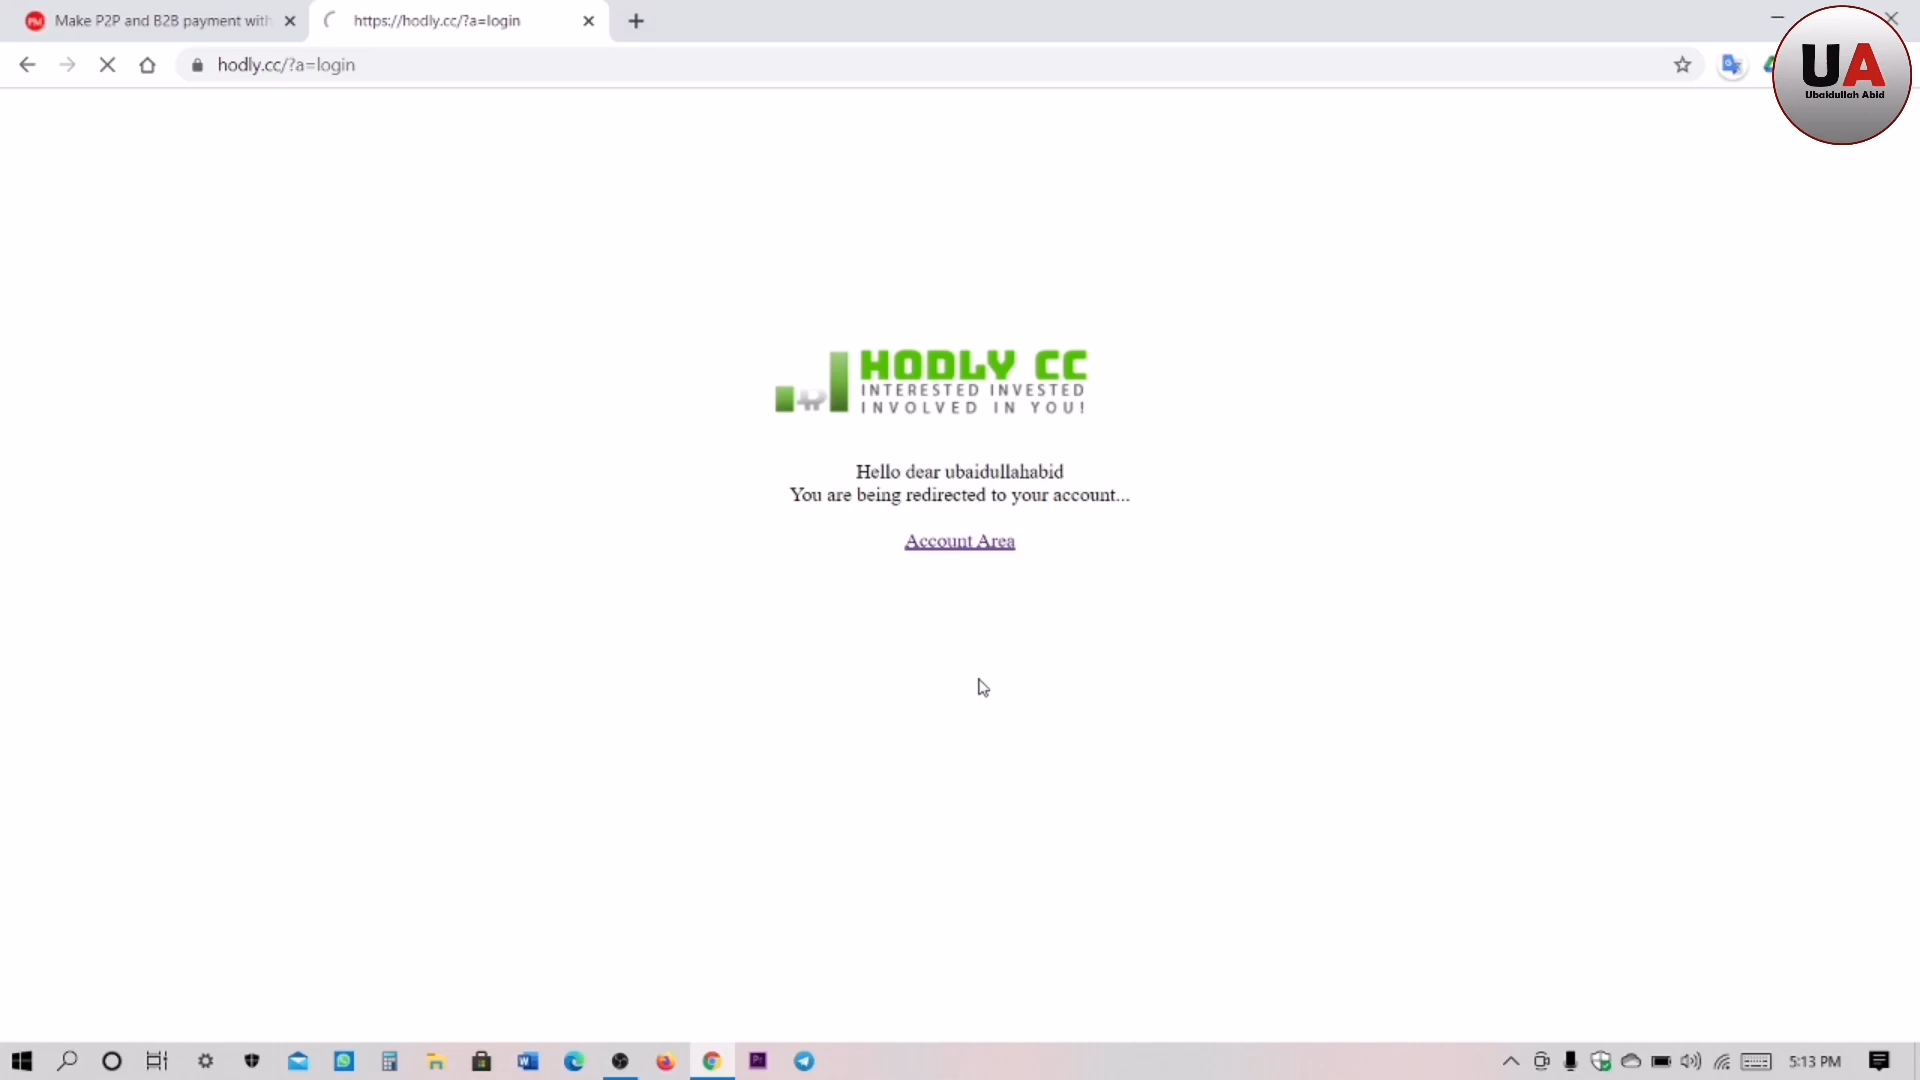 Make P2P and B2B payment with
https://hodly.cc/?a=login
hodly.cc/?a=login
UA
Ubaidullah Abid
HODLY CC
INTERESTED INVESTED
INVOLVED IN YOU!
Hello dear ubaidullahabid
You are being redirected to your account...
Account Area
5:13 PM